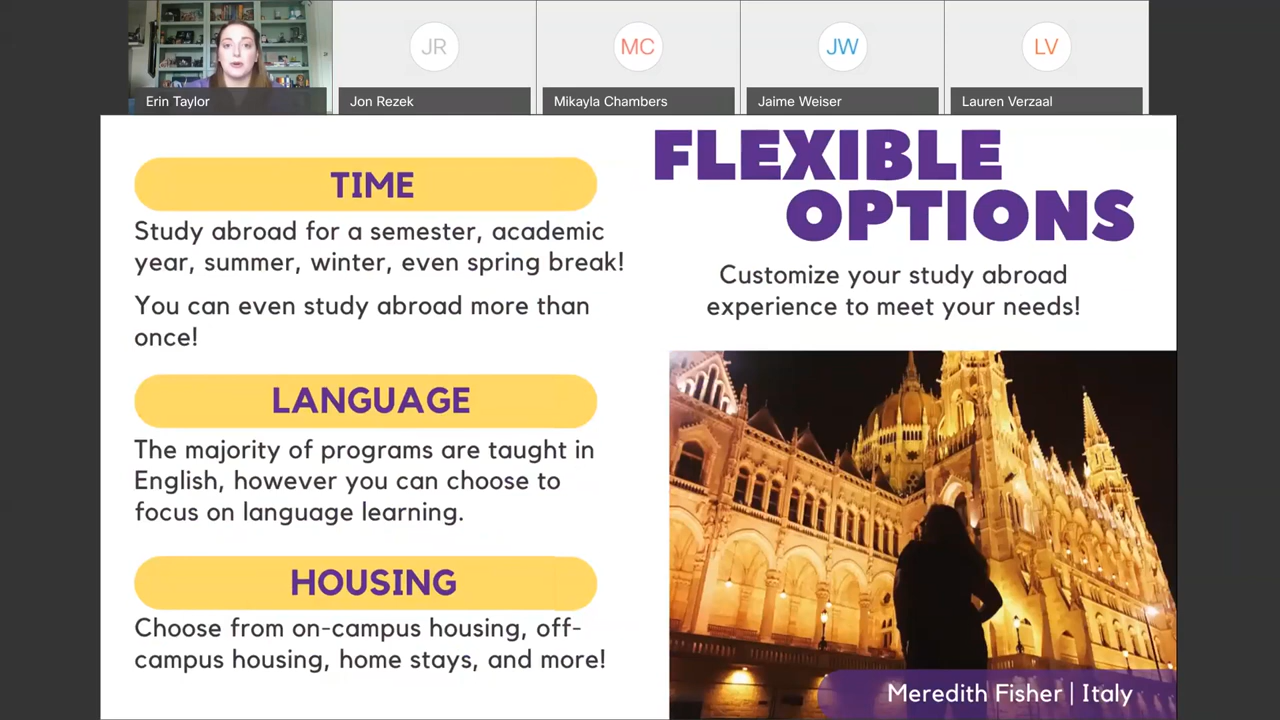 JR
MC
JW
LV
Erin Taylor
Jon Rezek
Mikayla Chambers
Jaime Weiser
Lauren Verzaal
FLEXIBLE
OPTIONS
Customize your study abroad
experience to meet your needs!
TIME
Study abroad for a semester, academic
year, summer, winter, even spring break!
You can even study abroad more than
once!
LANGUAGE
The majority of programs are taught in
English, however you can choose to
focus on language learning.
HOUSING
Choose from on-campus housing, off-
campus housing, home stays, and more!
Meredith Fisher | Italy